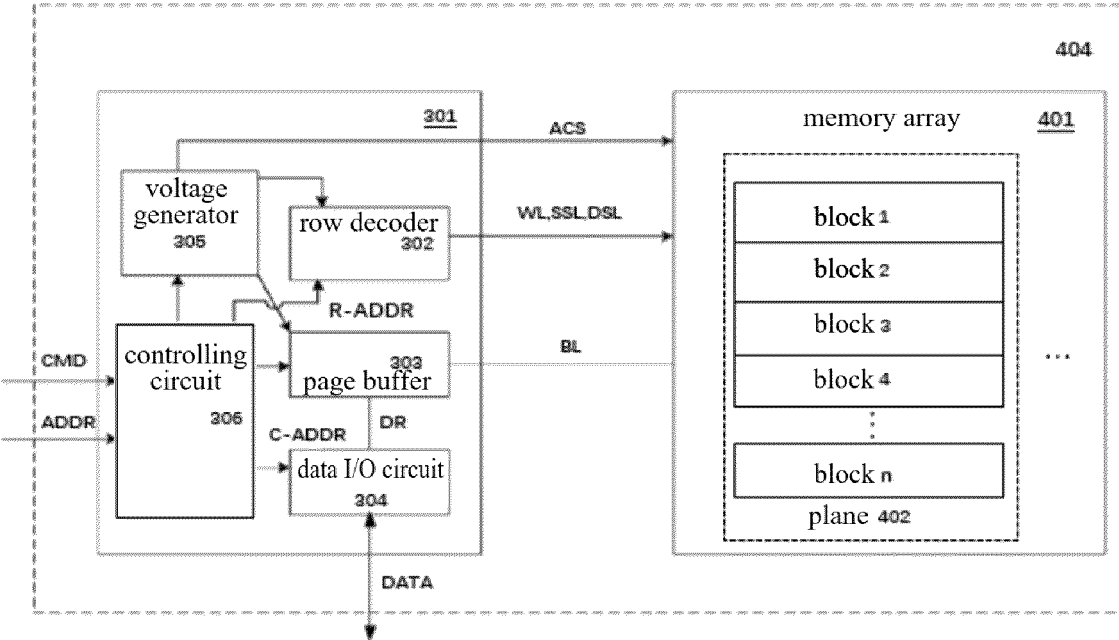 404
301
ACS
memory array
401
voltage
generator
305
row decoder
302
WL,SSL,DSL
block 1
block 2
R-ADDR
block 3
CMD
controlling
circuit
306
303
page buffer
BL
...
block 4
ADDR
C-ADDR
DR
data I/O circuit
304
block n
plane 402
DATA